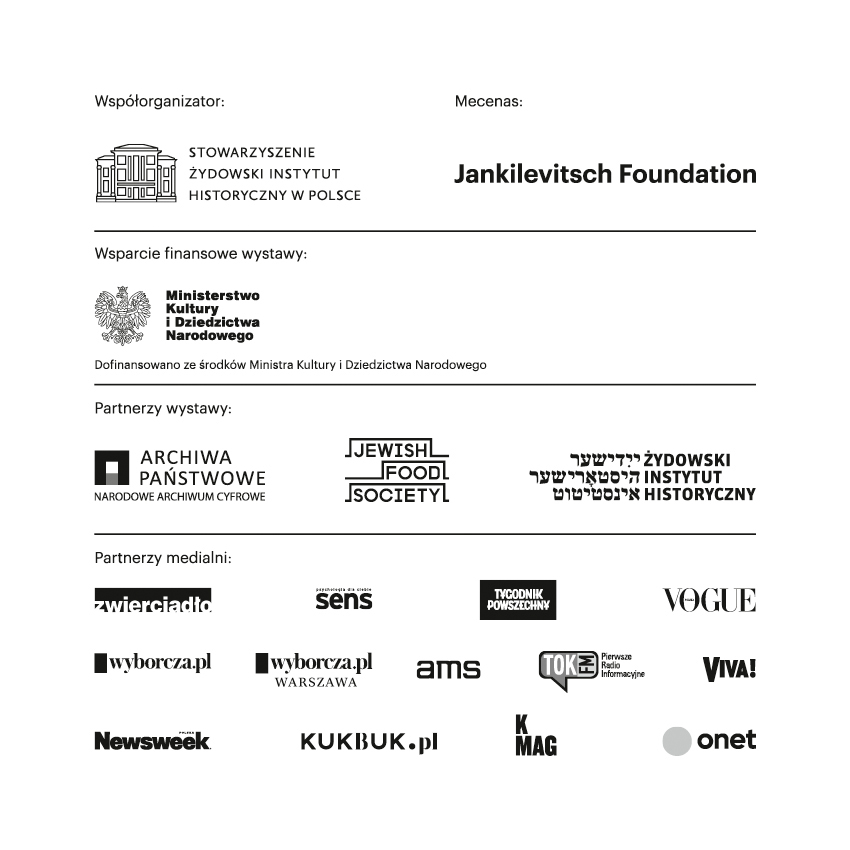 Współorganizator:
Mecenas:
STOWARZYSZENIE
ŻYDOWSKI INSTYTUT
HISTORYCZNY W POLSCE
Jankilevitsch Foundation
Wsparcie finansowe wystawy:
Ministerstwo
Kultury
i Dziedzictwa
Narodowego
Dofinansowano ze środków Ministra Kultury i Dziedzictwa Narodowego
Partnerzy wystawy:
ARCHIWA
PAŃSTWOWE
NARODOWE ARCHIWUM CYFROWE
JEWISH
FOOD
SOCIETY
ייִדישער ŻYDOWSKI
היסטאָרישער INSTYTUT
אינסטיטוט HISTORYCZNY
Partnerzy medialni:
zwierciadło
psychologia dla ciebie
sens
TYGODNIK
POWSZECHNY
VOGUE
wyborcza.pl
wyborcza.pl
WARSZAWA
ams
TOK FM
Pierwsze
Radio
Informacyjne
VIVA!
POLSKA
Newsweek
KUKBUK.pl
K
MAG
onet